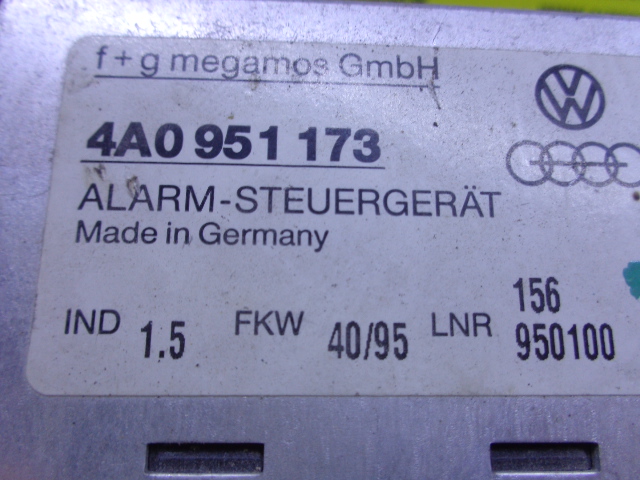 f + g megamos GmbH
4A0 951 173
ALARM-STEUERGERÄT
Made in Germany
156
IND 1.5 FKW 40/95 LNR 950100